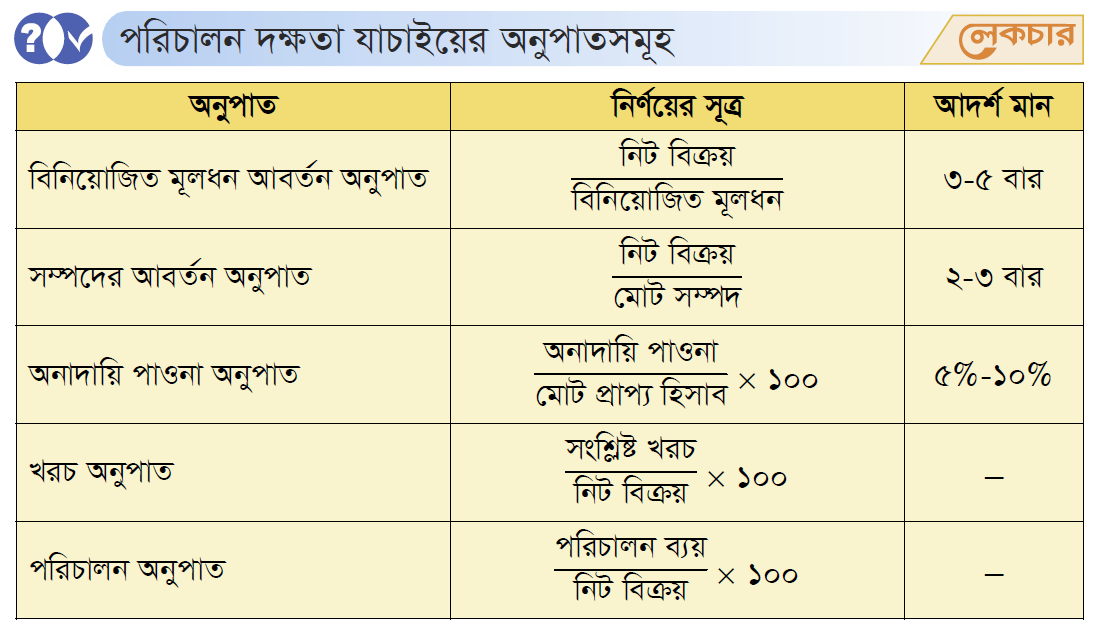 পরিচালন দক্ষতা যাচাইয়ের অনুপাতসমূহ
লেকচার
অনুপাত নির্ণয়ের সূত্র আদর্শ মান
বিনিয়োজিত মূলধন আবর্তন অনুপাত নিট বিক্রয় / বিনিয়োজিত মূলধন ৩-৫ বার
সম্পদের আবর্তন অনুপাত নিট বিক্রয় / মোট সম্পদ ২-৩ বার
অনাদায়ি পাওনা অনুপাত অনাদায়ি পাওনা / মোট প্রাপ্য হিসাব × ১০০ ৫%-১০%
খরচ অনুপাত সংশ্লিষ্ট খরচ / নিট বিক্রয় × ১০০ –
পরিচালন অনুপাত পরিচালন ব্যয় / নিট বিক্রয় × ১০০ –